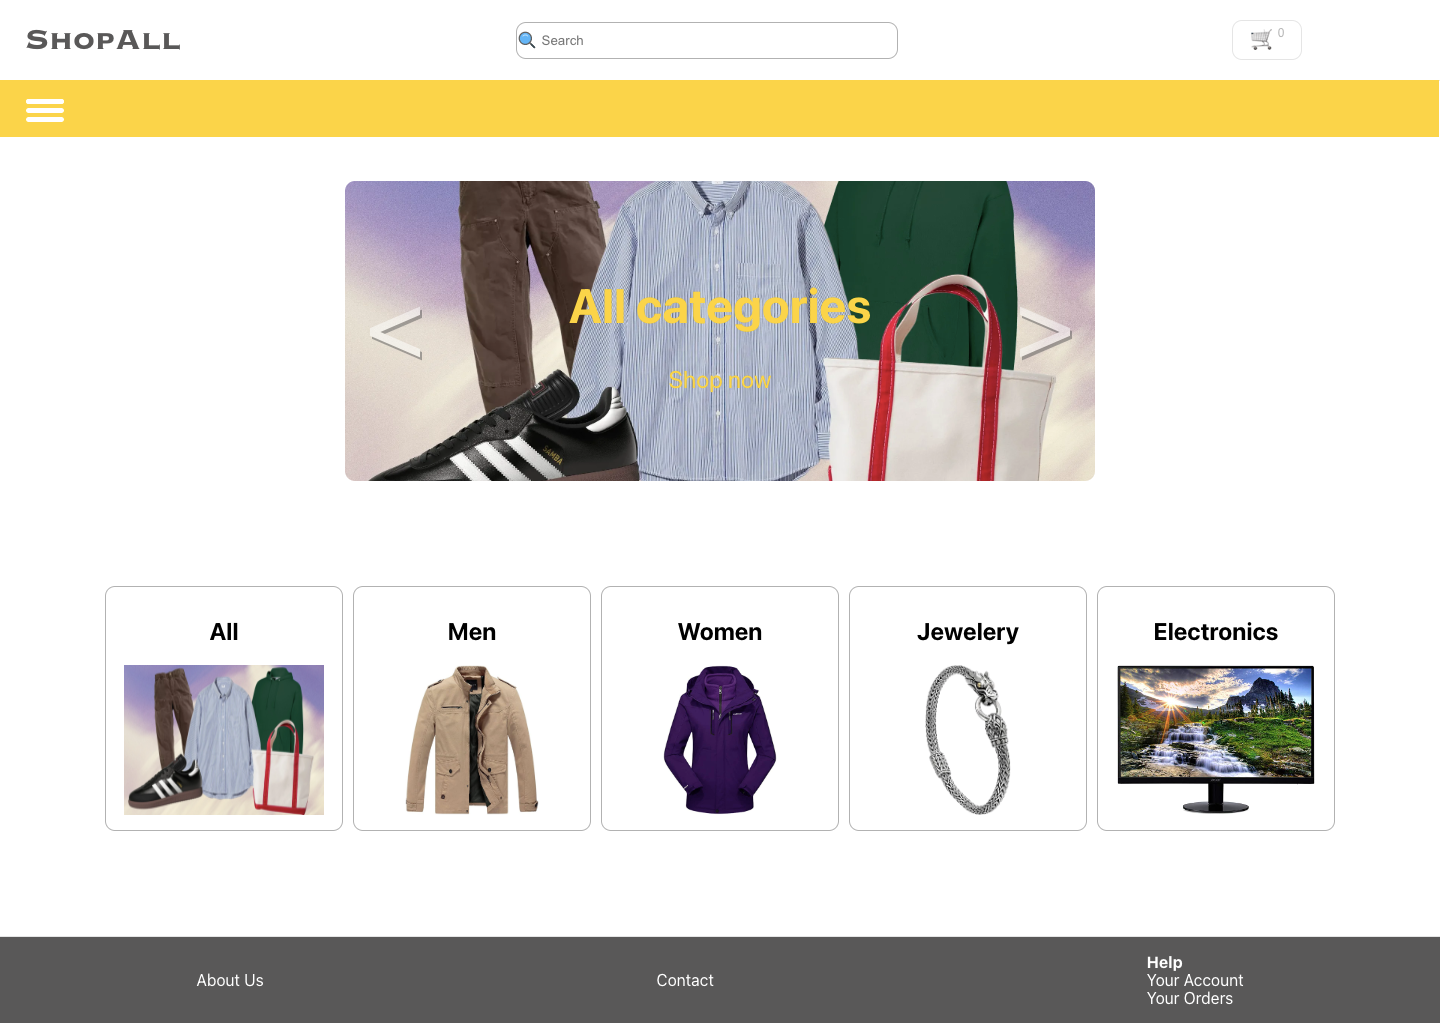 ShopAll
Search
0
All categories
<
>
Shop now
SAMBA
All
Men
Women
Jewelery
Electronics
About Us
Contact
Help
Your Account
Your Orders